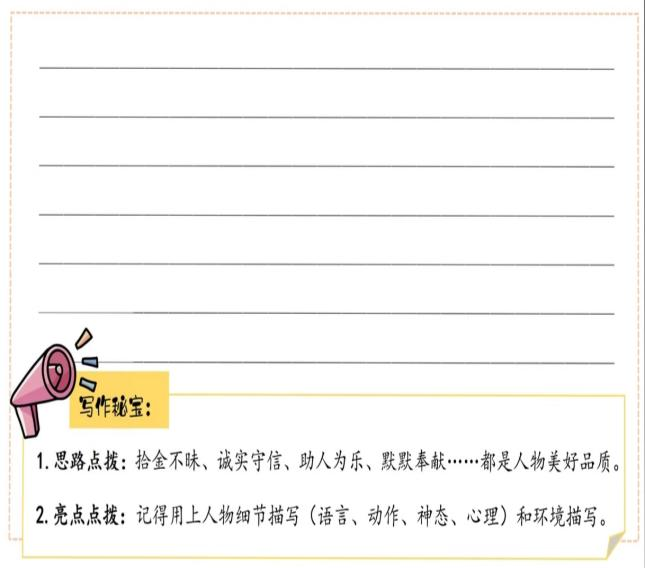 写作秘宝：
1.思路点拨：拾金不昧、诚实守信、助人为乐、默默奉献……都是人物美好品质。
2.亮点点拨：记得用上人物细节描写（语言、动作、神态、心理）和环境描写。